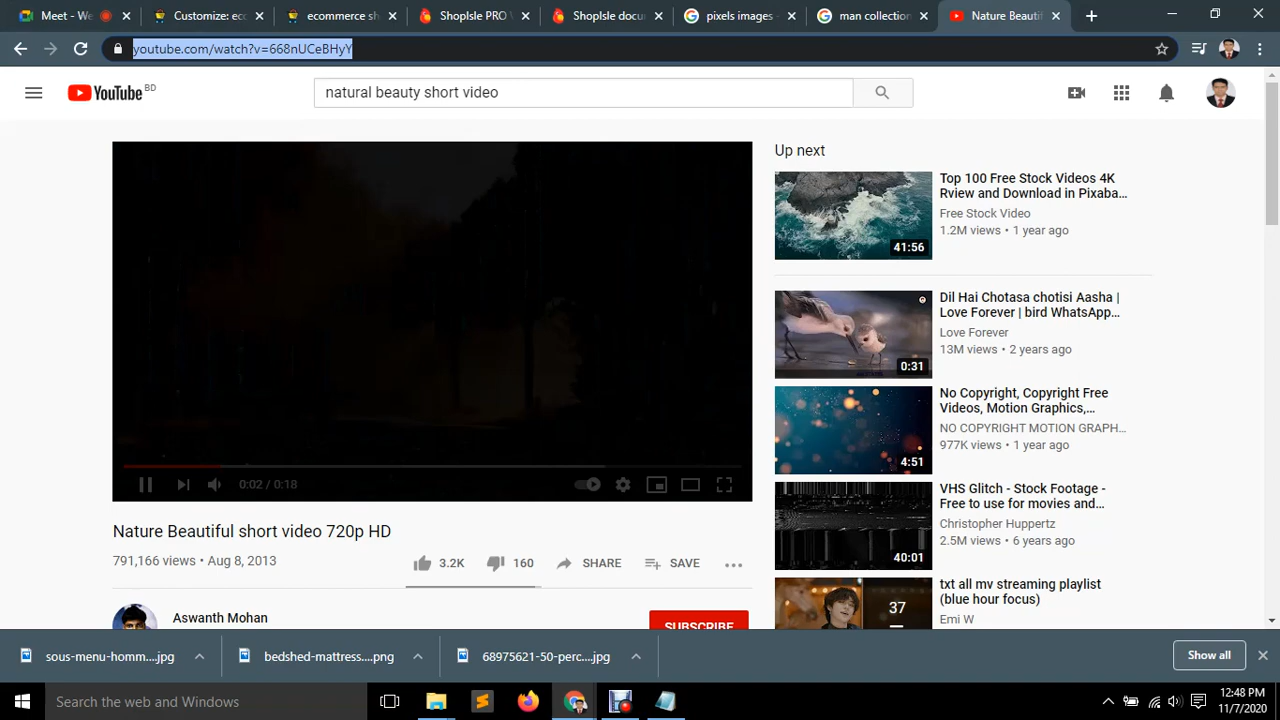 Meet - We
Customize: ecc
ecommerce sh
ShopIsle PRO V
ShopIsle docu
pixels images -
man collection
Nature Beautif
youtube.com/watch?v=668nUCeBHyY
YouTube BD
natural beauty short video
Up next
Top 100 Free Stock Videos 4K
Rview and Download in Pixaba...
Free Stock Video
1.2M views • 1 year ago
41:56
Dil Hai Chotasa chotisi Aasha |
Love Forever | bird WhatsApp...
Love Forever
13M views • 2 years ago
0:31
No Copyright, Copyright Free
Videos, Motion Graphics,...
NO COPYRIGHT MOTION GRAPH...
977K views • 1 year ago
4:51
VHS Glitch - Stock Footage -
Free to use for movies and...
Christopher Huppertz
2.5M views • 6 years ago
40:01
txt all mv streaming playlist
(blue hour focus)
Emi W
37
0:02 / 0:18
Nature Beautiful short video 720p HD
791,166 views • Aug 8, 2013
3.2K
160
SHARE
SAVE
Aswanth Mohan
SUBSCRIBE
sous-menu-homm....jpg
bedshed-mattress....png
68975621-50-perc....jpg
Show all
Search the web and Windows
12:48 PM
11/7/2020